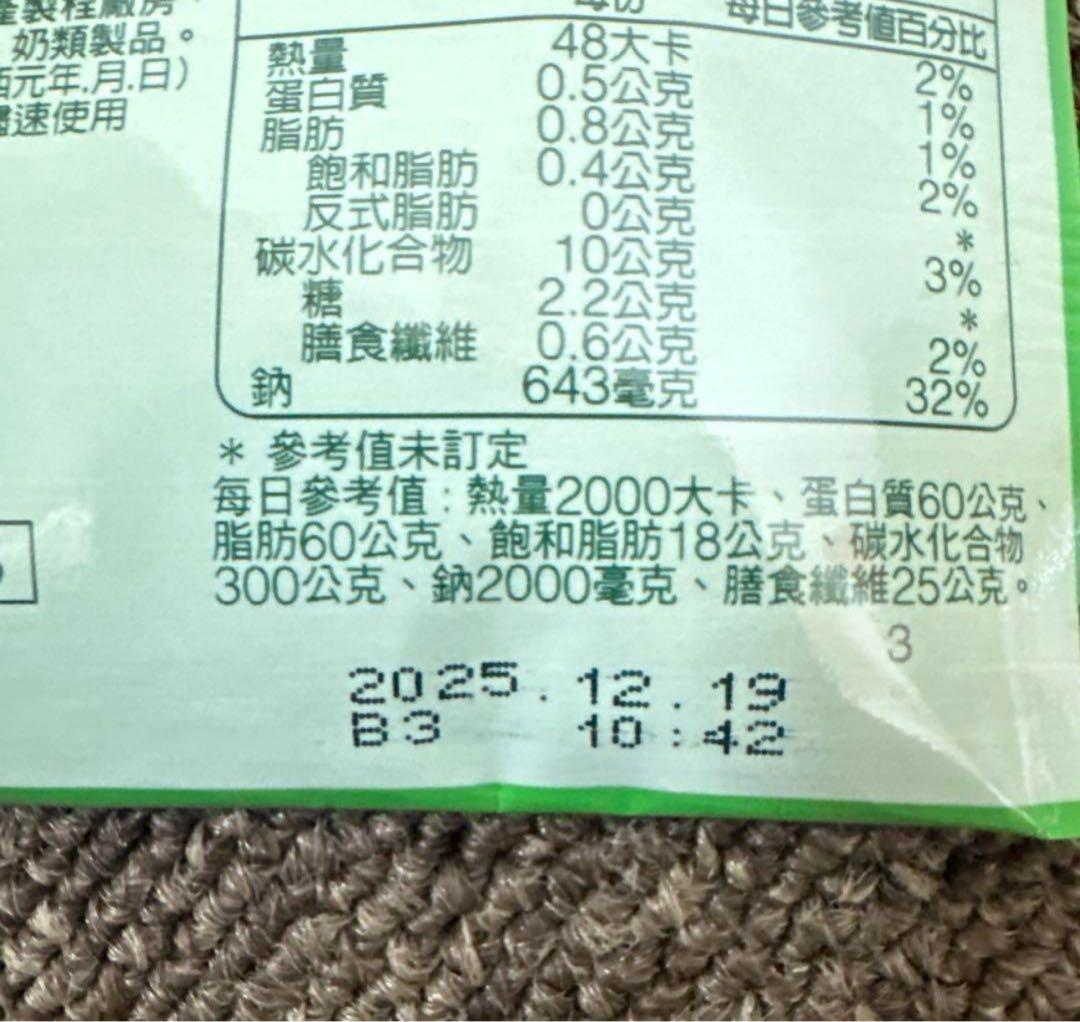 製程廠房
奶類製品。
元年.月.日)
速使用
每份 每日參考值百分比
熱量 48大卡 2%
蛋白質 0.5公克 1%
脂肪 0.8公克 1%
飽和脂肪 0.4公克 2%
反式脂肪 0公克 *
碳水化合物 10公克 3%
糖 2.2公克 *
膳食纖維 0.6公克 2%
鈉 643毫克 32%
* 參考值未訂定
每日參考值:熱量2000大卡、蛋白質60公克、
脂肪60公克、飽和脂肪18公克、碳水化合物
300公克、鈉2000毫克、膳食纖維25公克。
3
2025.12.19
B3 10:42